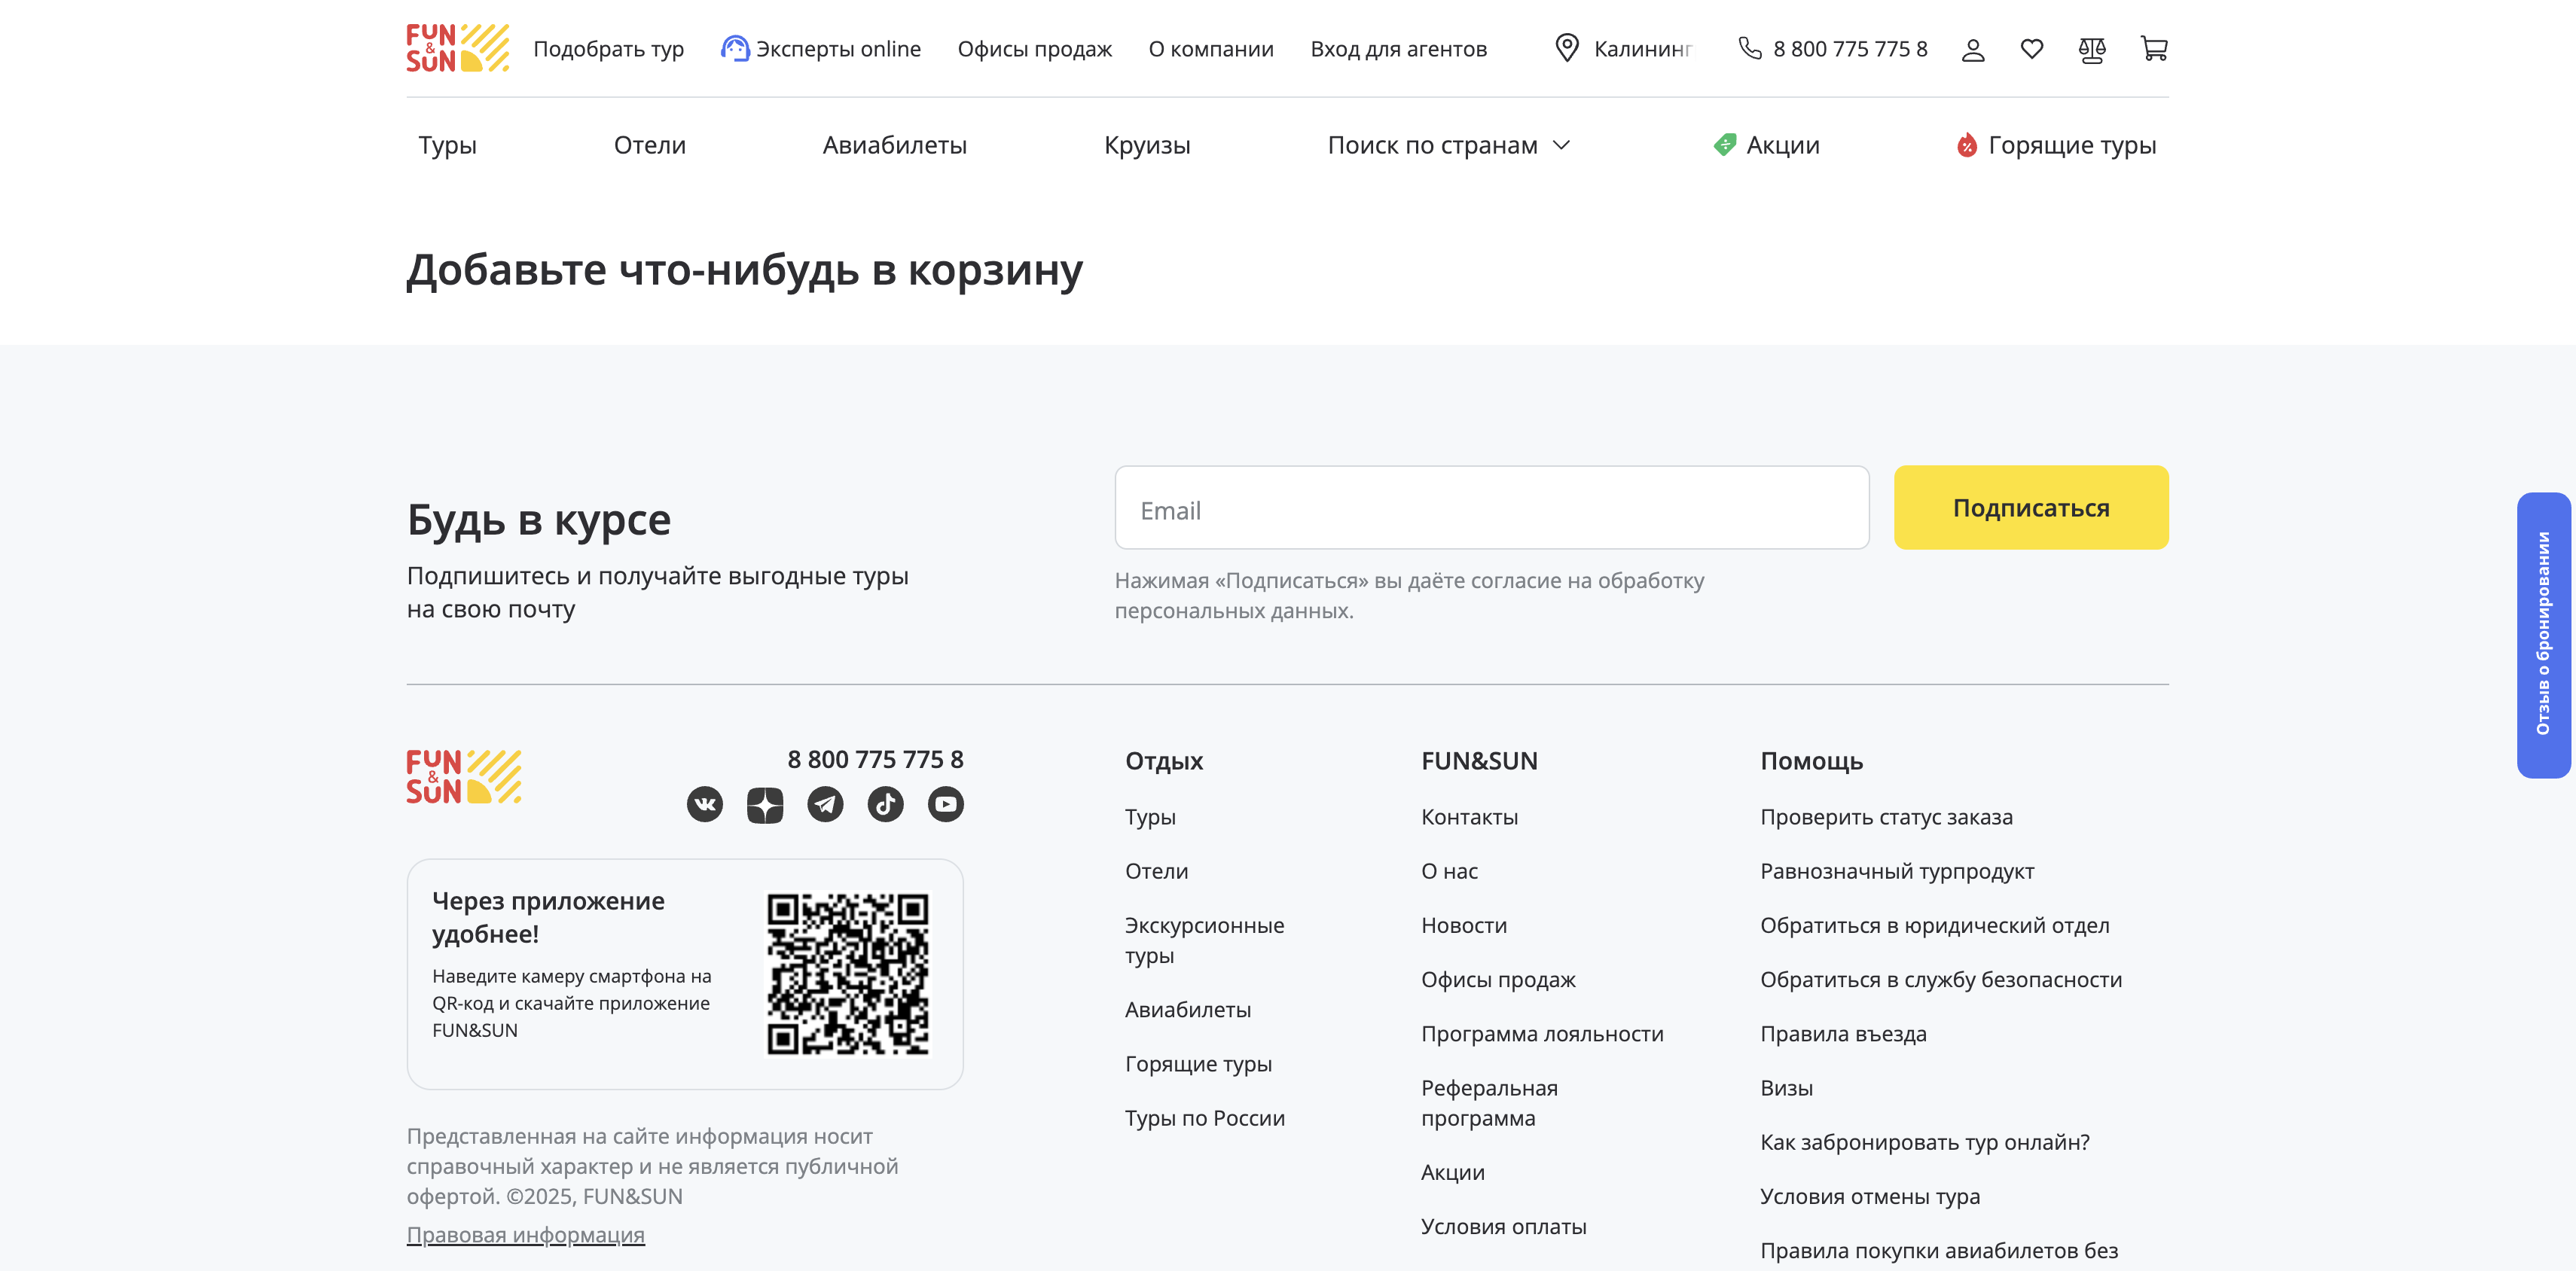 FUN
&
SUN
Подобрать тур
Эксперты online
Офисы продаж
О компании
Вход для агентов
Калининг
8 800 775 775 8
Туры
Отели
Авиабилеты
Круизы
Поиск по странам
Акции
Горящие туры
Добавьте что-нибудь в корзину
Будь в курсе
Подпишитесь и получайте выгодные туры
на свою почту
Email
Подписаться
Нажимая «Подписаться» вы даёте согласие на обработку
персональных данных.
Отзыв о бронировании
FUN
&
SUN
8 800 775 775 8
Через приложение
удобнее!
Наведите камеру смартфона на
QR-код и скачайте приложение
FUN&SUN
Представленная на сайте информация носит
справочный характер и не является публичной
офертой. ©2025, FUN&SUN
Правовая информация
Отдых
Туры
Отели
Экскурсионные
туры
Авиабилеты
Горящие туры
Туры по России
FUN&SUN
Контакты
О нас
Новости
Офисы продаж
Программа лояльности
Реферальная
программа
Акции
Условия оплаты
Помощь
Проверить статус заказа
Равнозначный турпродукт
Обратиться в юридический отдел
Обратиться в службу безопасности
Правила въезда
Визы
Как забронировать тур онлайн?
Условия отмены тура
Правила покупки авиабилетов без